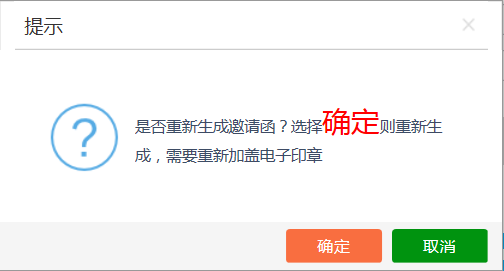 提示
是否重新生成邀请函？选择确定则重新生
成，需要重新加盖电子印章
确定
取消